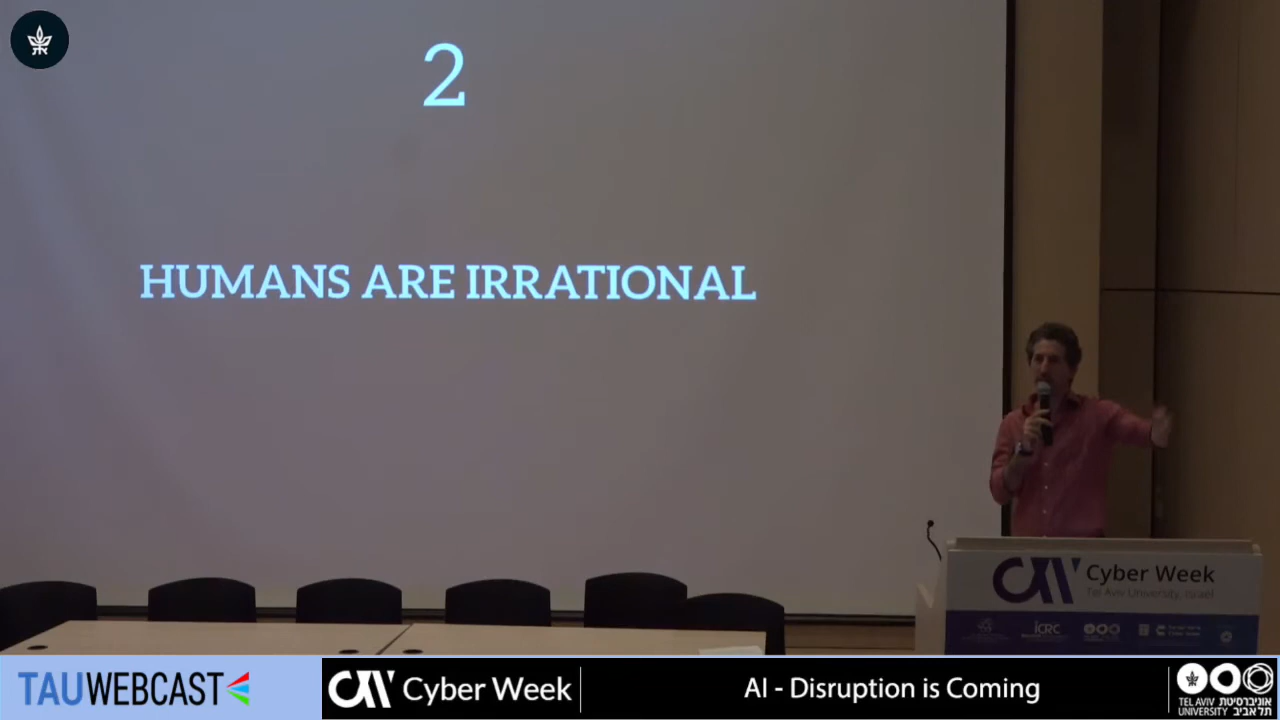 2
HUMANS ARE IRRATIONAL
Cyber Week
Tel Aviv University, Israel
ICRC
TAUWEBCAST
Cyber Week
AI - Disruption is Coming
TEL AVIV אוניברסיטת
UNIVERSITY תל אביב